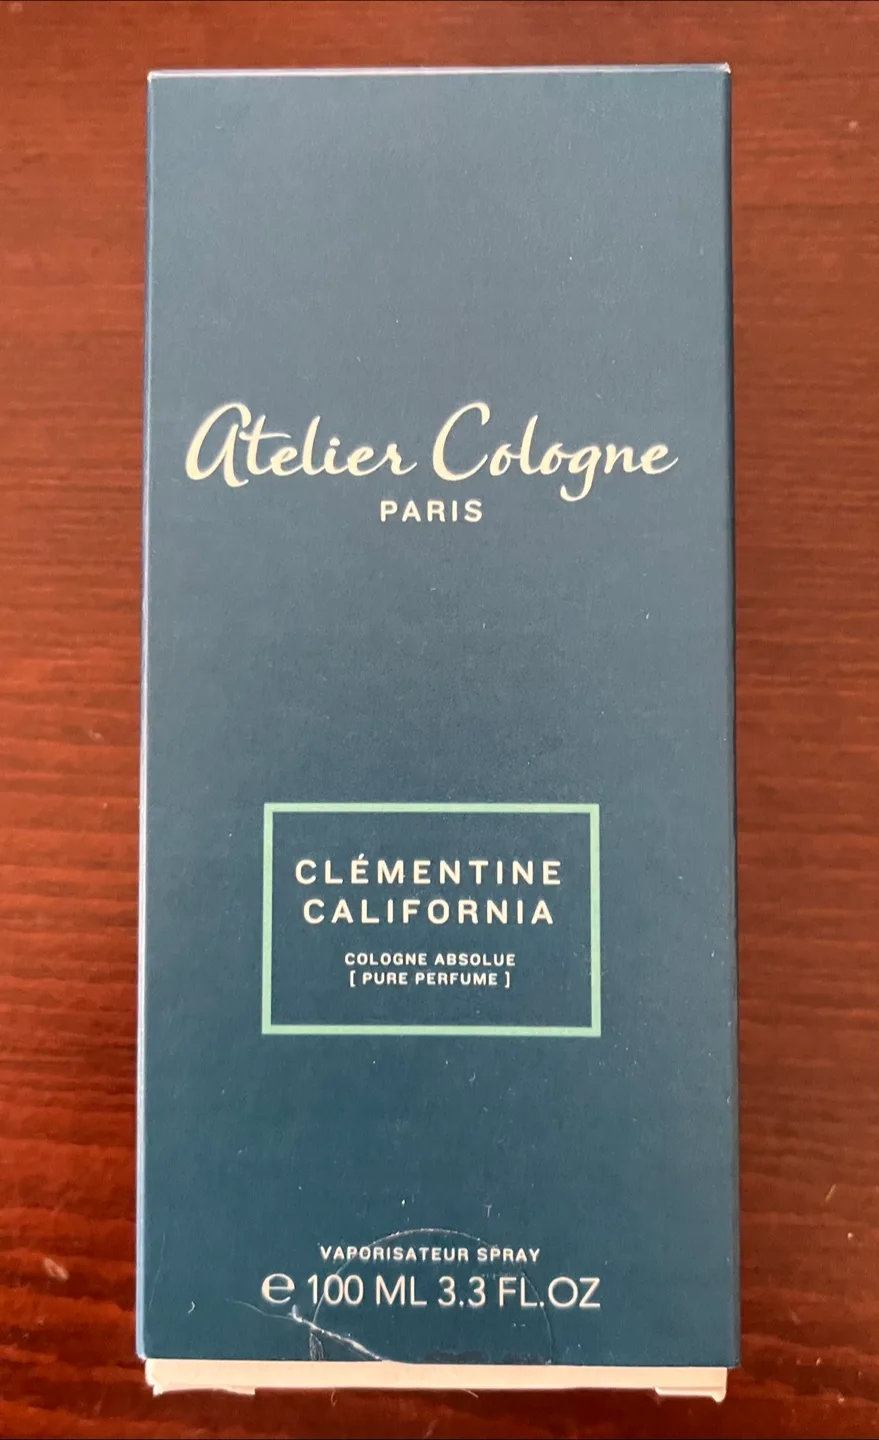 Atelier Cologne
PARIS
CLÉMENTINE
CALIFORNIA
COLOGNE ABSOLUE
[ PURE PERFUME ]
VAPORISATEUR SPRAY
℮ 100 ML 3.3 FL.OZ